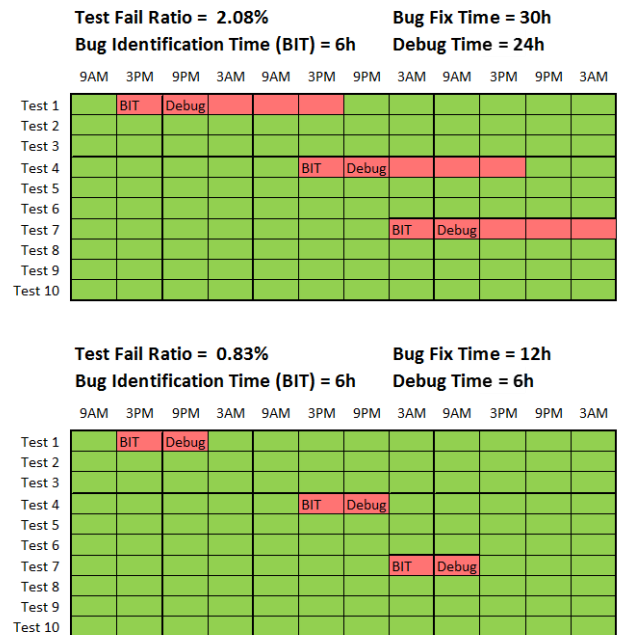 Test Fail Ratio = 2.08% Bug Fix Time = 30h
Bug Identification Time (BIT) = 6h Debug Time = 24h
9AM 3PM 9PM 3AM 9AM 3PM 9PM 3AM 9AM 3PM 9PM 3AM
Test 1 BIT Debug
Test 2
Test 3
Test 4 BIT Debug
Test 5
Test 6
Test 7 BIT Debug
Test 8
Test 9
Test 10
Test Fail Ratio = 0.83% Bug Fix Time = 12h
Bug Identification Time (BIT) = 6h Debug Time = 6h
9AM 3PM 9PM 3AM 9AM 3PM 9PM 3AM 9AM 3PM 9PM 3AM
Test 1 BIT Debug
Test 2
Test 3
Test 4 BIT Debug
Test 5
Test 6
Test 7 BIT Debug
Test 8
Test 9
Test 10